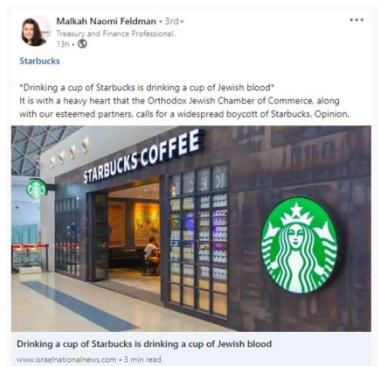 Malkah Naomi Feldman • 3rd+
Treasury and Finance Professional.
13h •
Starbucks
*Drinking a cup of Starbucks is drinking a cup of Jewish blood*
It is with a heavy heart that the Orthodox Jewish Chamber of Commerce, along
with our esteemed partners, calls for a widespread boycott of Starbucks. Opinion.
STARBUCKS COFFEE
Drinking a cup of Starbucks is drinking a cup of Jewish blood
www.israelnationalnews.com • 3 min read